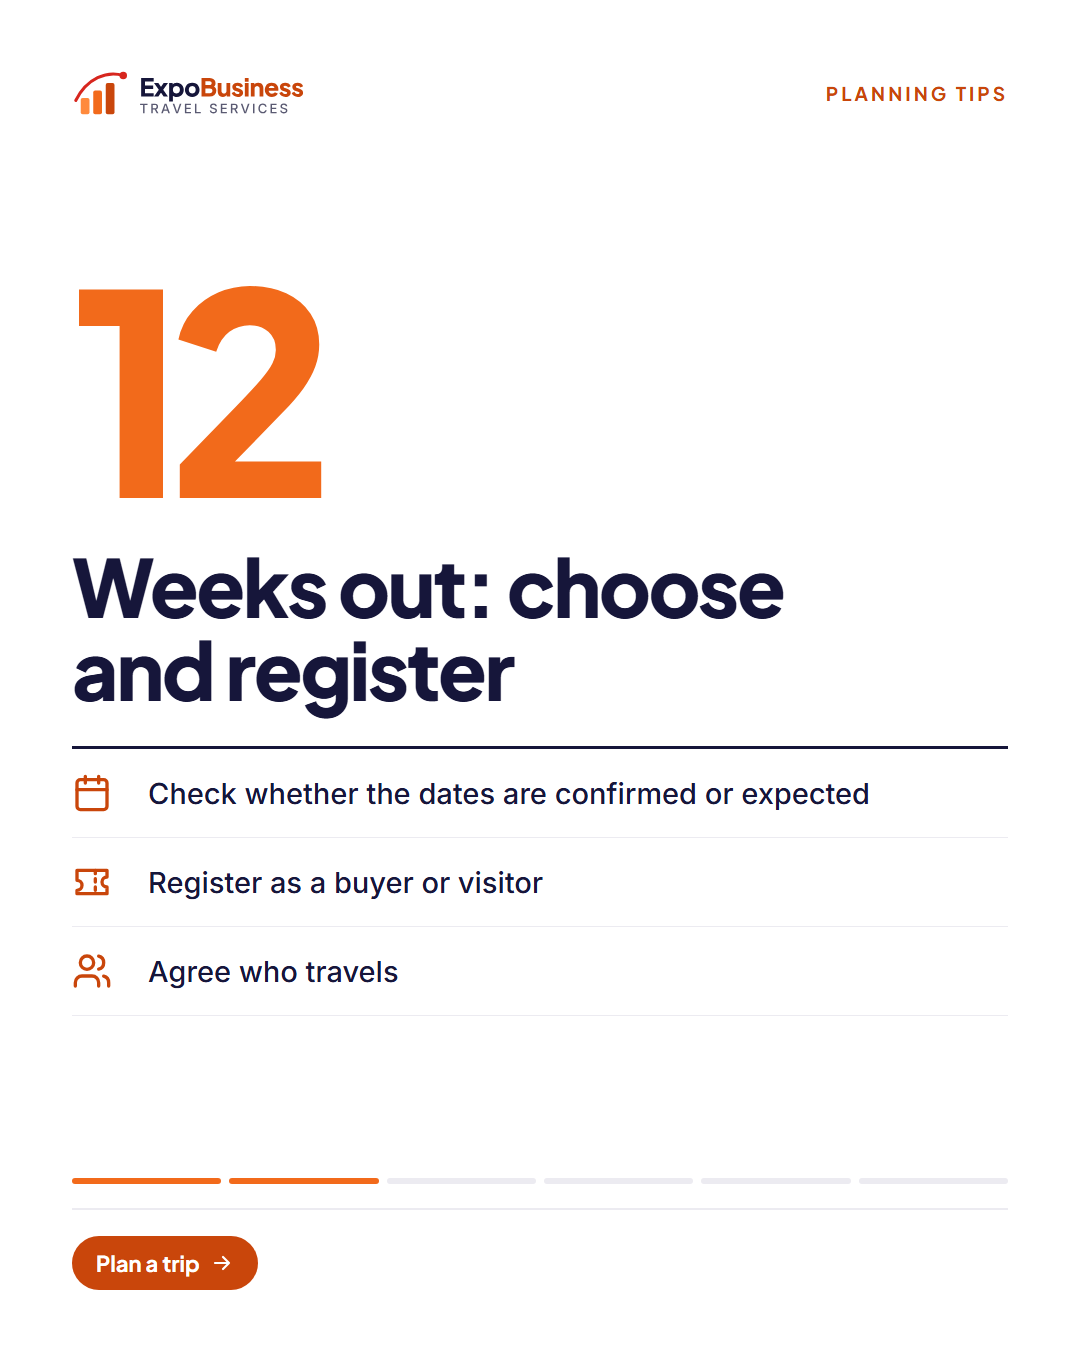 ExpoBusiness
TRAVEL SERVICES
PLANNING TIPS
12
Weeks out: choose
and register
Check whether the dates are confirmed or expected
Register as a buyer or visitor
Agree who travels
Plan a trip →